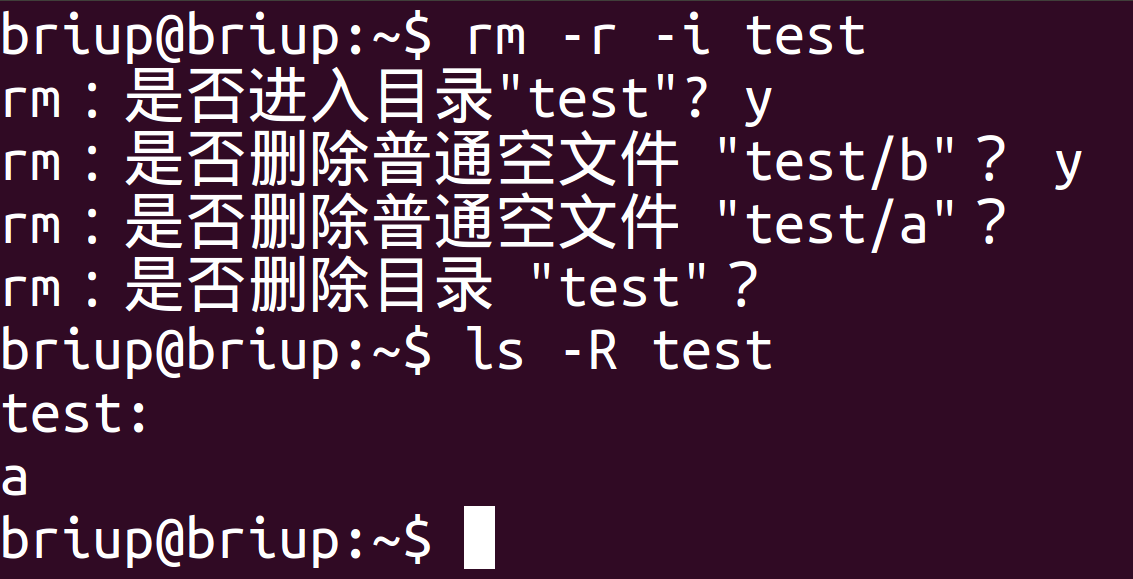 briup@briup:~$ rm -r -i test
rm：是否进入目录"test"? y
rm：是否删除普通空文件 "test/b"？ y
rm：是否删除普通空文件 "test/a"？
rm：是否删除目录 "test"？
briup@briup:~$ ls -R test
test:
a
briup@briup:~$